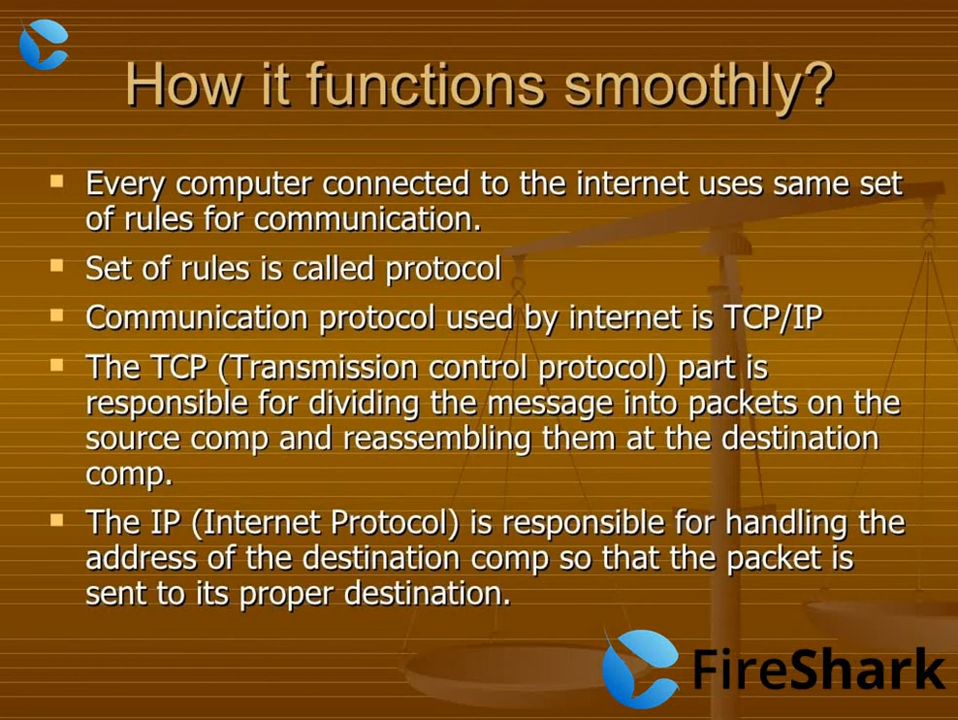 How it functions smoothly?
Every computer connected to the internet uses same set
of rules for communication.
Set of rules is called protocol
Communication protocol used by internet is TCP/IP
The TCP (Transmission control protocol) part is
responsible for dividing the message into packets on the
source comp and reassembling them at the destination
comp.
The IP (Internet Protocol) is responsible for handling the
address of the destination comp so that the packet is
sent to its proper destination.
FireShark